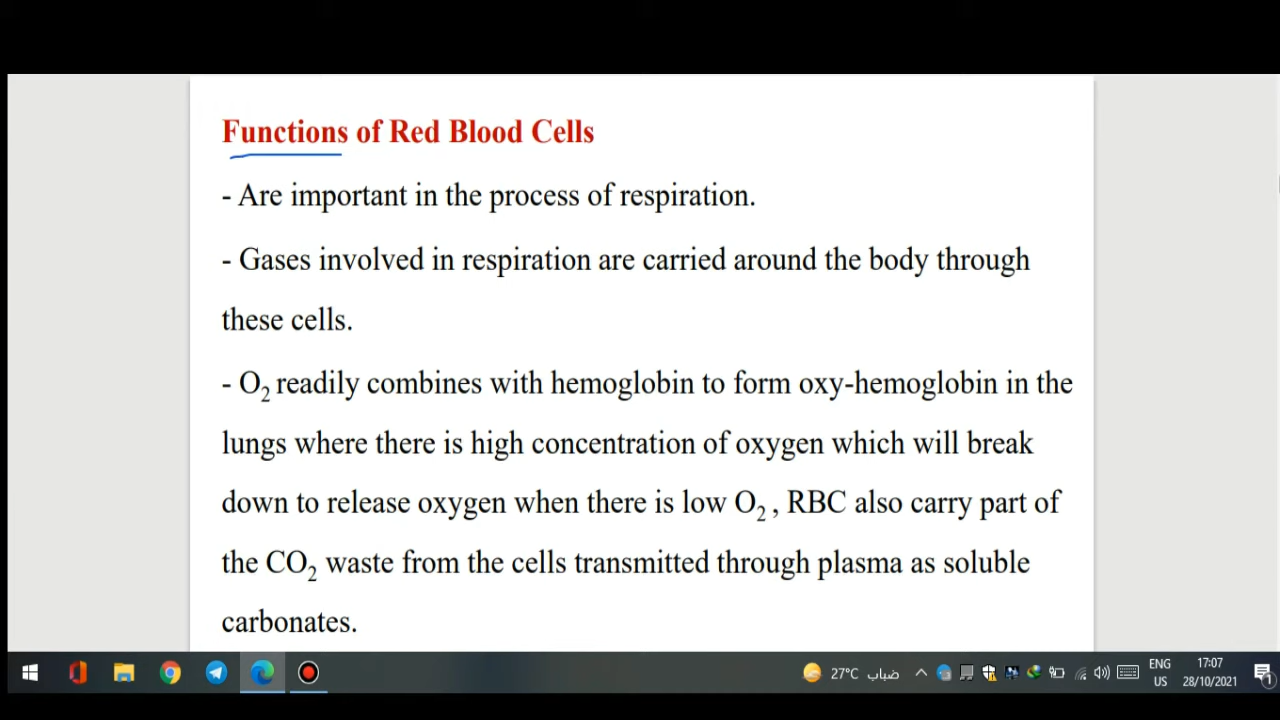 Functions of Red Blood Cells
- Are important in the process of respiration.
- Gases involved in respiration are carried around the body through
these cells.
- O₂ readily combines with hemoglobin to form oxy-hemoglobin in the
lungs where there is high concentration of oxygen which will break
down to release oxygen when there is low O₂ , RBC also carry part of
the CO₂ waste from the cells transmitted through plasma as soluble
carbonates.
27°C ضباب
ENG
US
17:07
28/10/2021
1